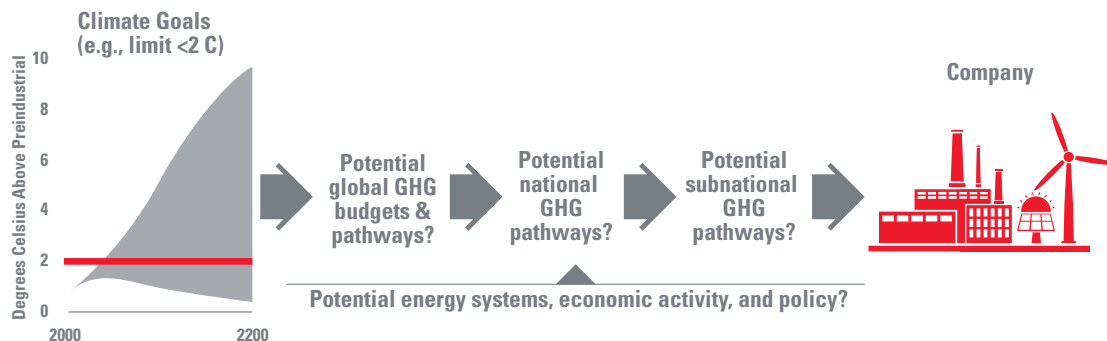 Climate Goals
(e.g., limit <2 C)
Degrees Celsius Above Preindustrial
10
8
6
4
2
0
2000
2200
Potential
global GHG
budgets &
pathways?
Potential
national
GHG
pathways?
Potential
subnational
GHG
pathways?
Company
Potential energy systems, economic activity, and policy?